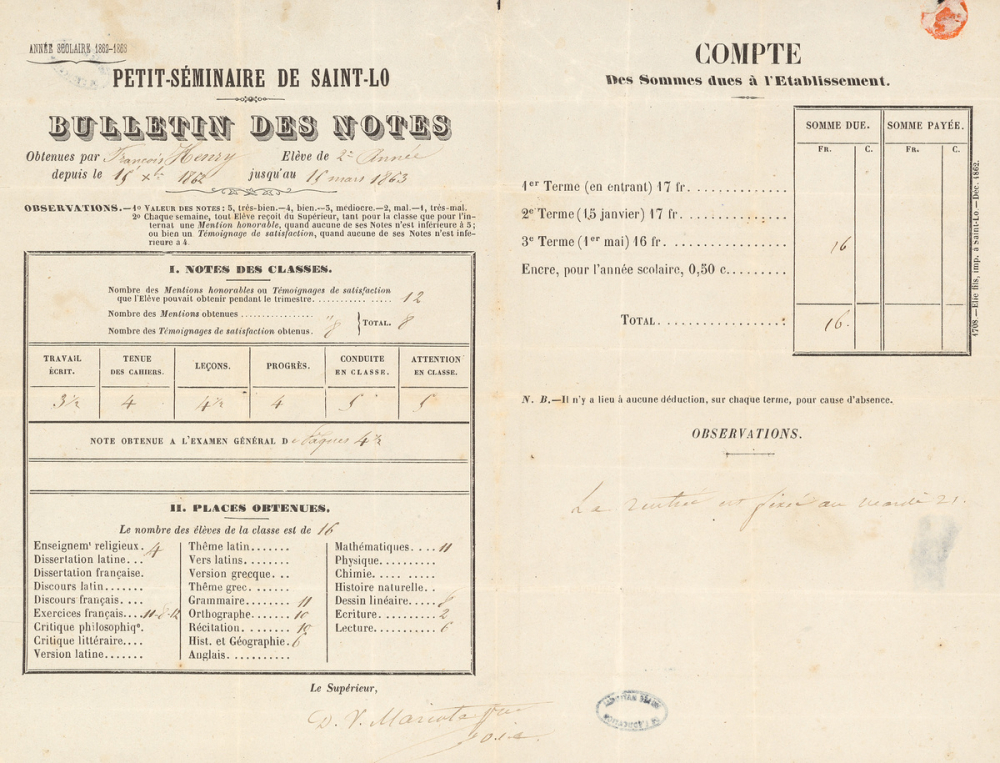 ANNÉE SCOLAIRE 1862-1863
PETIT-SÉMINAIRE DE SAINT-LO
BULLETIN DES NOTES
Obtenues par François Henry Elève de 2e Année
depuis le 15 Xbre 1862 jusqu'au 15 mars 1863
OBSERVATIONS.—1o VALEUR DES NOTES: 5, très-bien.—4, bien.—3, médiocre.—2, mal.—1, très-mal.
2o Chaque semaine, tout Elève reçoit du Supérieur, tant pour la classe que pour l'in-
ternat une Mention honorable, quand aucune de ses Notes n'est inférieure à 5;
ou bien un Témoignage de satisfaction, quand aucune de ses Notes n'est infé-
rieure à 4.
I. NOTES DES CLASSES.
Nombre des Mentions honorables ou Témoignages de satisfaction
que l'Elève pouvait obtenir pendant le trimestre. 12
Nombre des Mentions obtenues
Nombre des Témoignages de satisfaction obtenus. 8 TOTAL. 8
TRAVAIL ÉCRIT. TENUE DES CAHIERS. LEÇONS. PROGRÈS. CONDUITE EN CLASSE. ATTENTION EN CLASSE.
3½ 4 4½ 4 5 5
NOTE OBTENUE A L'EXAMEN GÉNÉRAL De Pâques 4½
II. PLACES OBTENUES.
Le nombre des élèves de la classe est de 16
Enseignemt religieux. 4
Dissertation latine...
Dissertation française.
Discours latin.......
Discours français....
Exercices français....11-8-12
Critique philosophiqe.
Critique littéraire....
Version latine.......
Thême latin.......
Vers latins........
Version grecque...
Thême grec.......
Grammaire....... 11
Orthographe....... 10
Récitation........ 10
Hist. et Géographie. 6
Anglais..........
Mathématiques.... 11
Physique..........
Chimie.... .....
Histoire naturelle..
Dessin linéaire..... 8
Ecriture.......... 2
Lecture.......... 6
Le Supérieur,
COMPTE
Des Sommes dues à l'Etablissement.
SOMME DUE. SOMME PAYÉE.
FR. C. FR. C.
1er Terme (en entrant) 17 fr.
2e Terme (15 janvier) 17 fr.
3e Terme (1er mai) 16 fr. 16
Encre, pour l'année scolaire, 0,50 c.
TOTAL. 16.
1708.—Elie fils, imp. à Saint-Lo.—Déc. 1862.
N. B.—Il n'y a lieu à aucune déduction, sur chaque terme, pour cause d'absence.
OBSERVATIONS.
La rentrée est fixée au mardi 21.